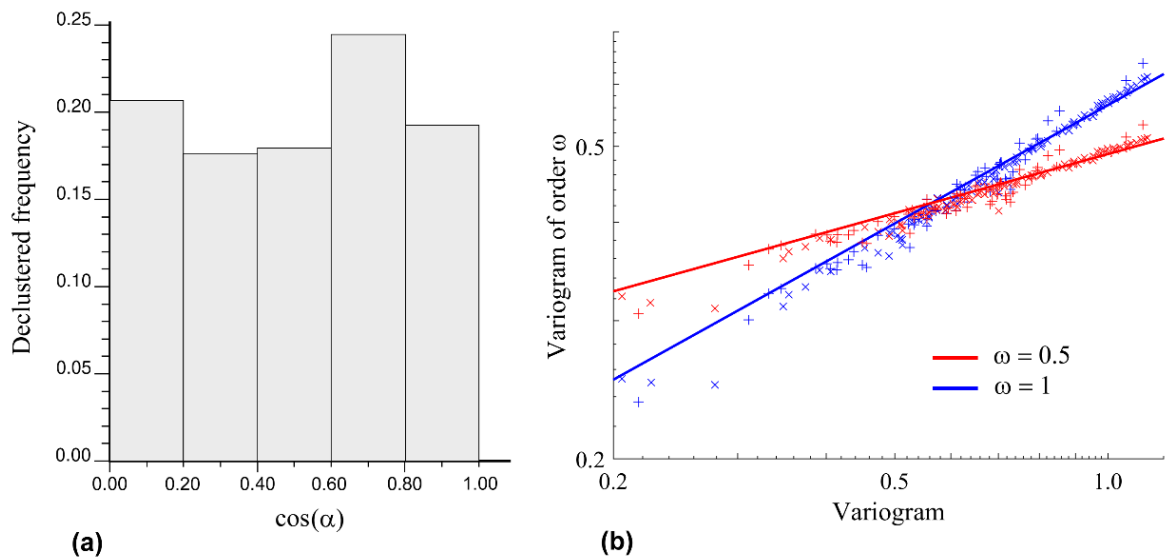 0.25
0.20
0.15
0.10
0.05
0.00
Declustered frequency
0.00 0.20 0.40 0.60 0.80 1.00
cos(α)
(a)
Variogram of order ω
0.5
0.2
ω = 0.5
ω = 1
0.2 0.5 1.0
Variogram
(b)